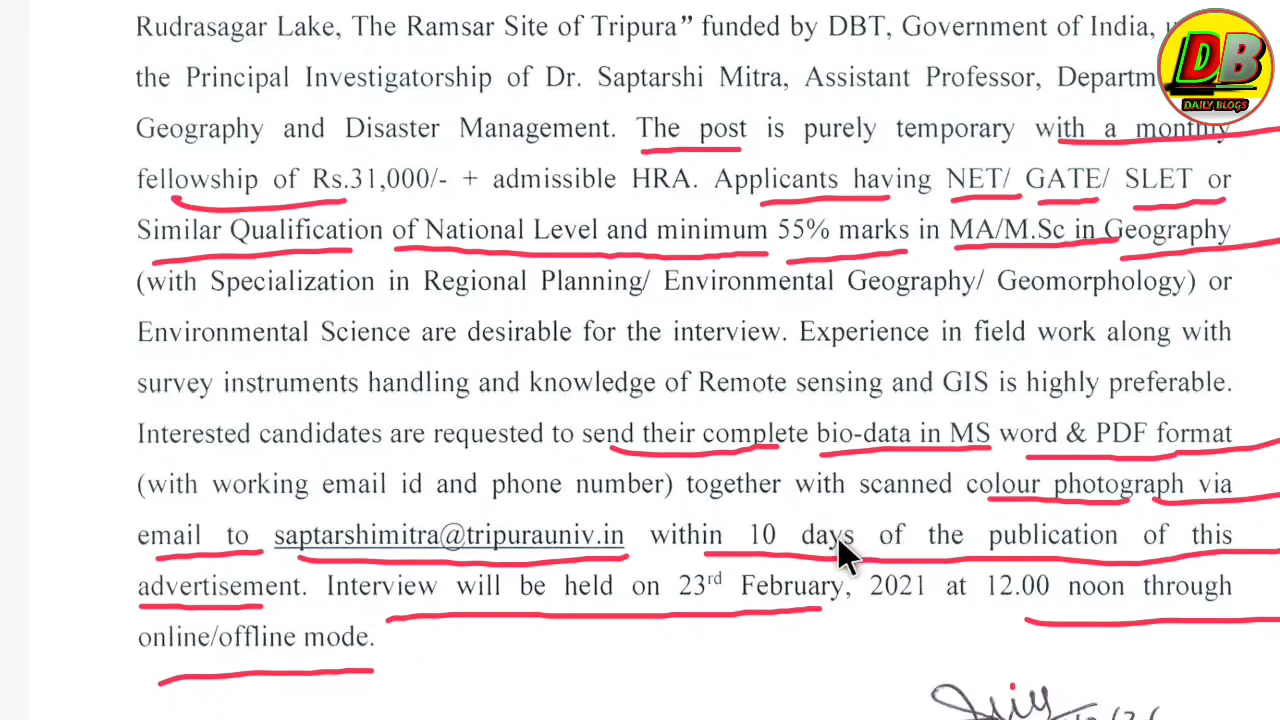 Rudrasagar Lake, The Ramsar Site of Tripura” funded by DBT, Government of India,
the Principal Investigatorship of Dr. Saptarshi Mitra, Assistant Professor,
Geography and Disaster Management. The post is purely temporary with a monthly
fellowship of Rs.31,000/- + admissible HRA. Applicants having NET/ GATE/ SLET or
Similar Qualification of National Level and minimum 55% marks in MA/M.Sc in Geography
(with Specialization in Regional Planning/ Environmental Geography/ Geomorphology) or
Environmental Science are desirable for the interview. Experience in field work along with
survey instruments handling and knowledge of Remote sensing and GIS is highly preferable.
Interested candidates are requested to send their complete bio-data in MS word & PDF format
(with working email id and phone number) together with scanned colour photograph via
email to saptarshimitra@tripurauniv.in within 10 days of the publication of this
advertisement. Interview will be held on 23rd February, 2021 at 12.00 noon through
online/offline mode.
DB
DAILY BLOGS